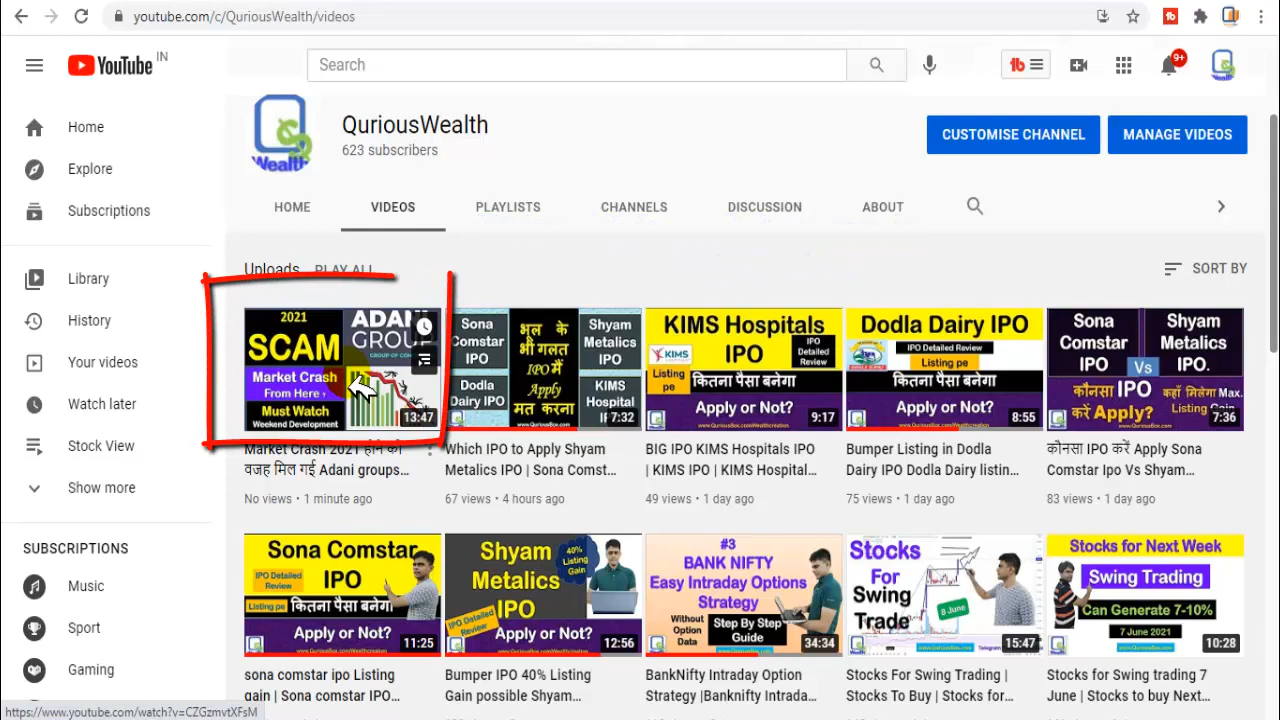 youtube.com/c/QuriousWealth/videos
YouTube IN
Search
9+
Wealth
QuriousWealth
623 subscribers
CUSTOMISE CHANNEL
MANAGE VIDEOS
HOME
VIDEOS
PLAYLISTS
CHANNELS
DISCUSSION
ABOUT
Home
Explore
Subscriptions
Library
History
Your videos
Watch later
Stock View
Show more
SUBSCRIPTIONS
Music
Sport
Gaming
Uploads PLAY ALL
SORT BY
2021
SCAM
ADANI
GROUP
Market Crash
From Here
Must Watch
Weekend Development
13:47
Market Crash 2021 होने की
वजह मिल गई Adani groups...
No views • 1 minute ago
Sona
Comstar
IPO
Dodla
Dairy IPO
भूल के
भी गलत
IPO में
Apply
मत करना
Shyam
Metalics
IPO
KIMS
Hospital
7:32
Which IPO to Apply Shyam
Metalics IPO | Sona Comst...
67 views • 4 hours ago
KIMS Hospitals
IPO
IPO
Detailed
Review
KIMS
Listing
pe
कितना पैसा बनेगा
Apply or Not?
9:17
BIG IPO KIMS Hospitals IPO
| KIMS IPO | KIMS Hospital...
49 views • 1 day ago
Dodla Dairy IPO
IPO Detailed Review
Listing pe
कितना पैसा बनेगा
Apply or Not?
8:55
Bumper Listing in Dodla
Dairy IPO Dodla Dairy listin...
75 views • 1 day ago
Sona
Comstar
IPO
Vs
Shyam
Metalics
IPO.
कौनसा IPO
करें Apply?
कहाँ मिलेगा Max.
Listing
7:36
कौनसा IPO करें Apply Sona
Comstar Ipo Vs Shyam...
83 views • 1 day ago
Sona Comstar
IPO
IPO Detailed
Review
Listing pe
कितना पैसा बनेगा
Apply or Not?
11:25
sona comstar ipo Listing
gain | Sona comstar IPO...
Shyam
Metalics
IPO
40%
Listing
Gain
IPO Detailed
Review
Apply or Not?
12:56
Bumper IPO 40% Listing
Gain possible Shyam...
#3
BANK NIFTY
Easy Intraday Options
Strategy
Without
Option
Data
Step By Step
Guide
34:34
BankNifty Intraday Option
Strategy |Banknifty Intrada...
Stocks
For
Swing
Trade
8 June
15:47
Stocks For Swing Trading |
Stocks To Buy | Stocks for...
Stocks for Next Week
Swing Trading
Can Generate 7-10%
7 June 2021
10:28
Stocks for Swing trading 7
June | Stocks to buy Next...
https://www.youtube.com/watch?v=CZGzmvtXFsM